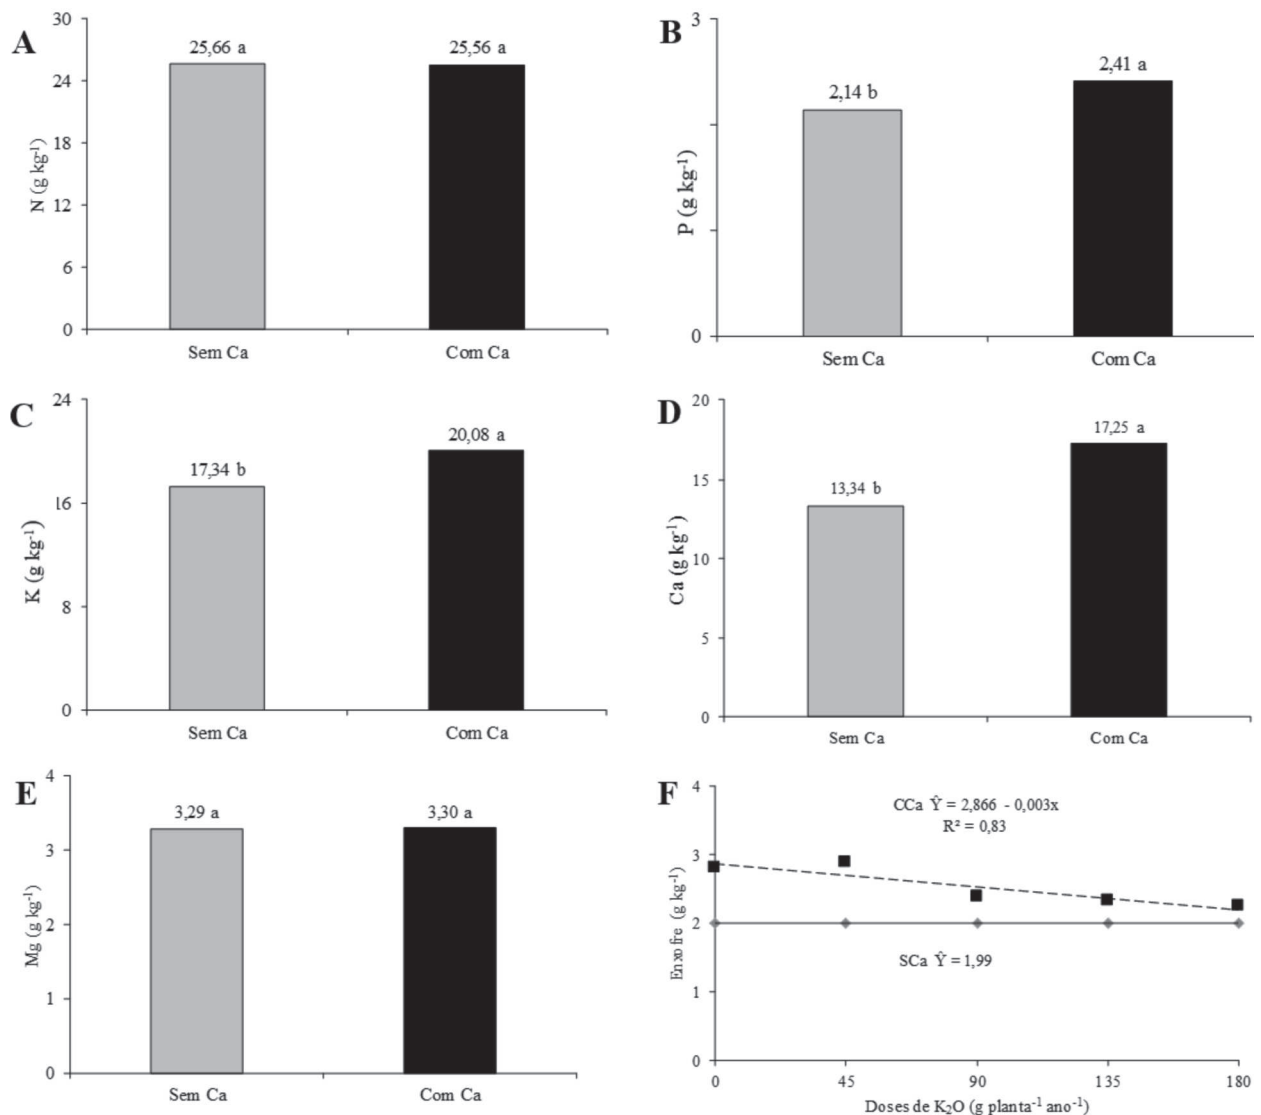 A
N (g kg-1)
30
24
18
12
6
0
25,66 a
25,56 a
Sem Ca
Com Ca
B
P (g kg-1)
3
0
2,14 b
2,41 a
Sem Ca
Com Ca
C
K (g kg-1)
24
16
8
0
17,34 b
20,08 a
Sem Ca
Com Ca
D
Ca (g kg-1)
20
15
10
5
0
13,34 b
17,25 a
Sem Ca
Com Ca
E
Mg (g kg-1)
4
3
2
1
0
3,29 a
3,30 a
Sem Ca
Com Ca
F
Enxofre (g kg-1)
4
3
2
1
0
CCa Ŷ = 2,866 - 0,003x
R² = 0,83
SCa Ŷ = 1,99
0 45 90 135 180
Doses de K2O (g planta-1 ano-1)